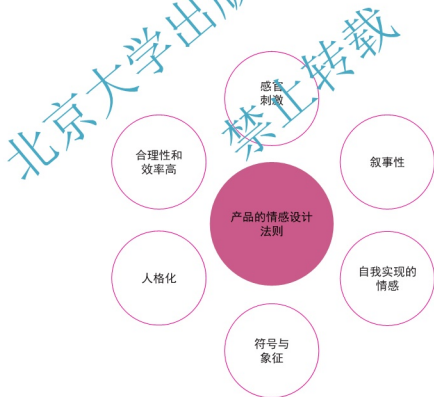 北京大学出版
禁止转载
感官
刺激
合理性和
效率高
叙事性
产品的情感设计
法则
人格化
自我实现的
情感
符号与
象征